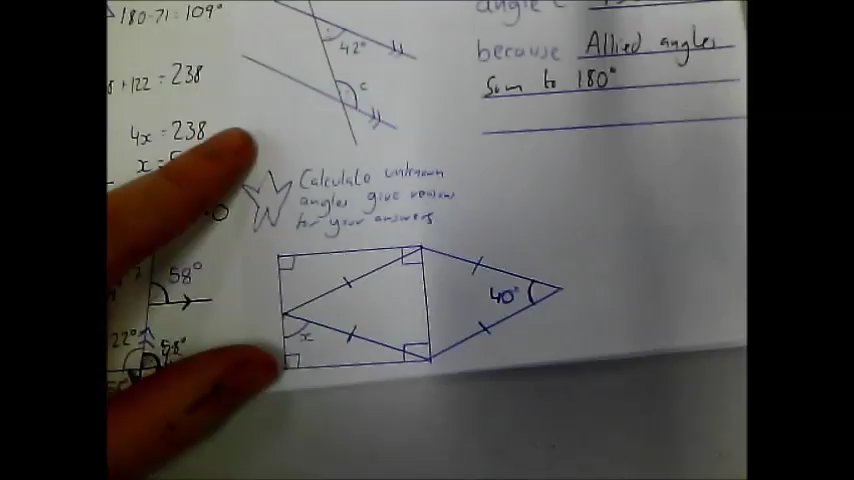 180-71 = 109°
+ 122 = 238
4x = 238
x =
58°
22°
58°
42°
c
angle c
because Allied angles
Sum to 180°
Calculate unknown
angles give reasons
for your answers
40°
x